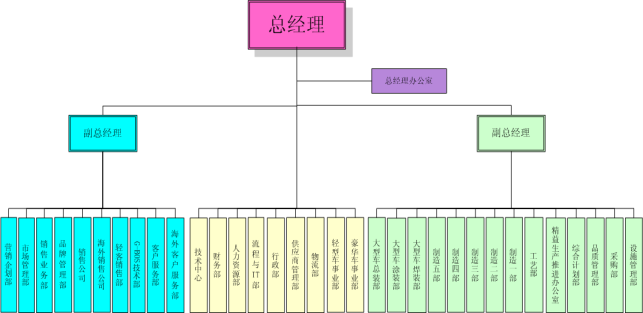 总经理
总经理办公室
副总经理
副总经理
营销企划部
市场管理部
销售业务部
品牌管理部
销售公司
海外销售公司
轻客销售部
G-BOS技术部
客户服务部
海外客户服务部
技术中心
财务部
人力资源部
流程与IT部
行政部
供应商管理部
物流部
轻型车事业部
豪华车事业部
大型车总装部
大型车涂装部
大型车焊装部
制造五部
制造四部
制造三部
制造二部
制造一部
工艺部
精益生产推进办公室
综合计划部
品质管理部
采购部
设施管理部